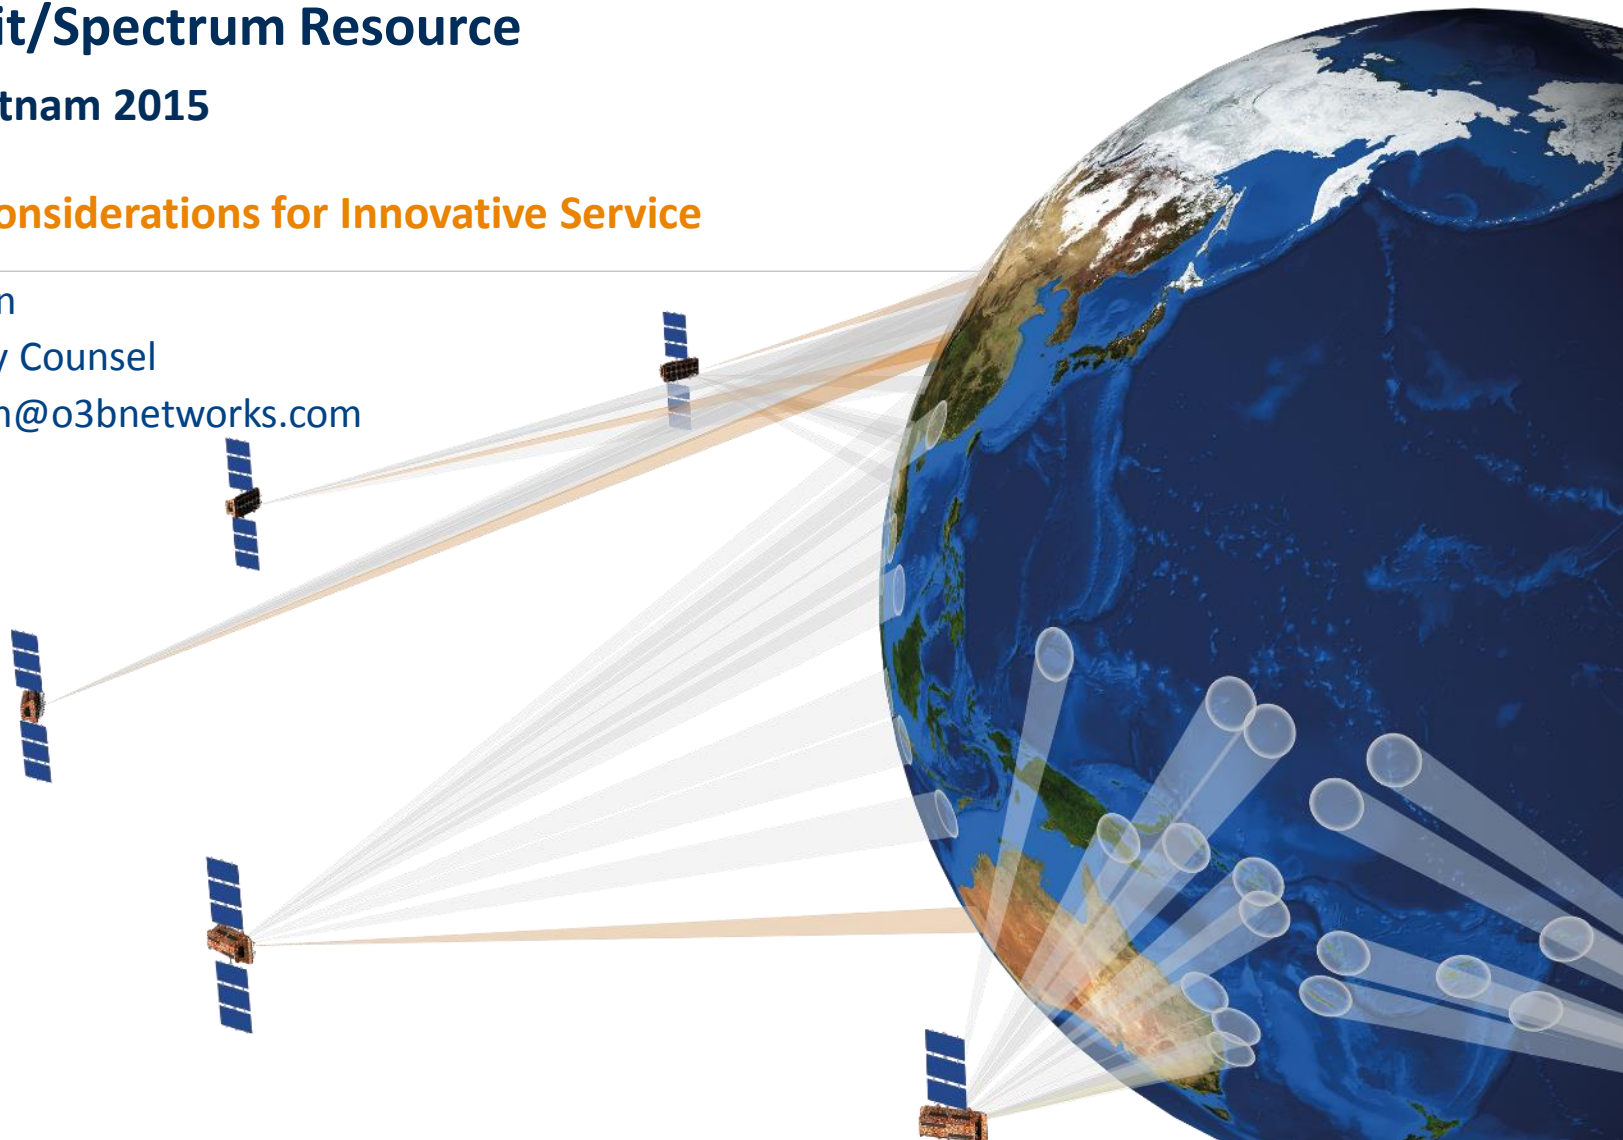 it/Spectrum Resource
tnam 2015
onsiderations for Innovative Service
n
y Counsel
n@o3bnetworks.com